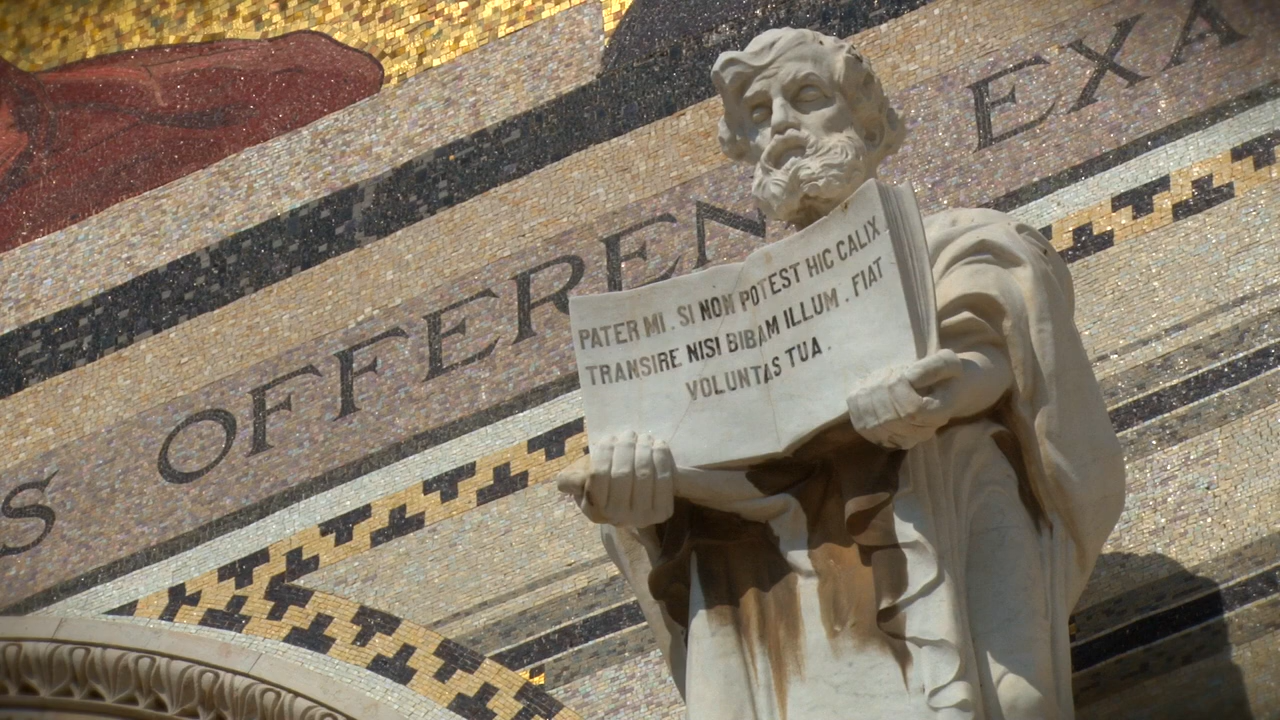 S OFFEREN EXA
PATER MI . SI NON POTEST HIC CALIX
TRANSIRE NISI BIBAM ILLUM . FIAT
VOLUNTAS TUA .